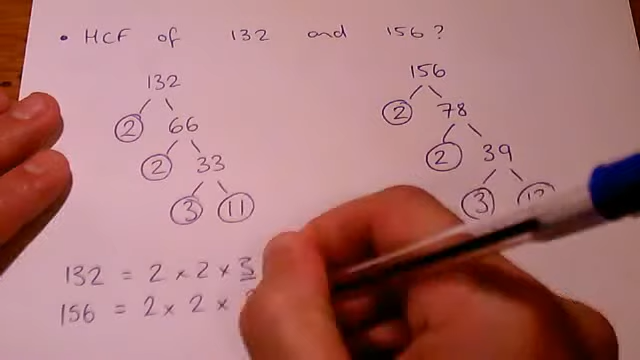 • HCF of 132 and 156?
132
2 66
2 33
3 11
156
2 78
2 39
3
132 = 2 × 2 × 3
156 = 2 × 2 ×